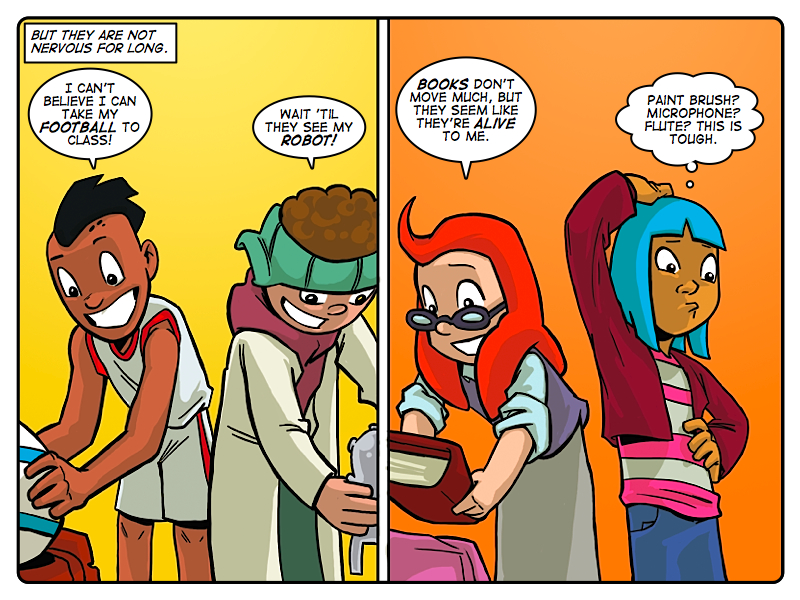 BUT THEY ARE NOT
NERVOUS FOR LONG.
I CAN'T
BELIEVE I CAN
TAKE MY
FOOTBALL TO
CLASS!
WAIT 'TIL
THEY SEE MY
ROBOT!
BOOKS DON'T
MOVE MUCH, BUT
THEY SEEM LIKE
THEY'RE ALIVE
TO ME.
PAINT BRUSH?
MICROPHONE?
FLUTE? THIS IS
TOUGH.